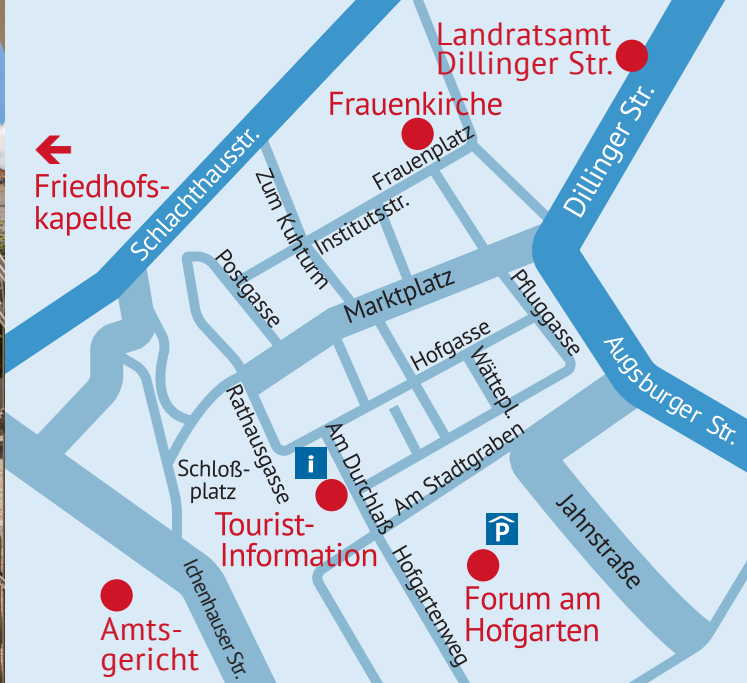 Landratsamt
Dillinger Str.
Frauenkirche
Dillinger Str.
Frauenplatz
Schlachthausstr.
Friedhofs-
kapelle
Zum Kuhturm
Institutsstr.
Postgasse
Marktplatz
Pfluggasse
Hofgasse
Wättepl.
Augsburger Str.
Rathausgasse
Am Durchlaß
Am Stadtgraben
Schloß-
platz
i
Tourist-
Information
P
Jahnstraße
Forum am
Hofgarten
Hofgartenweg
Ichenhauser Str.
Amts-
gericht